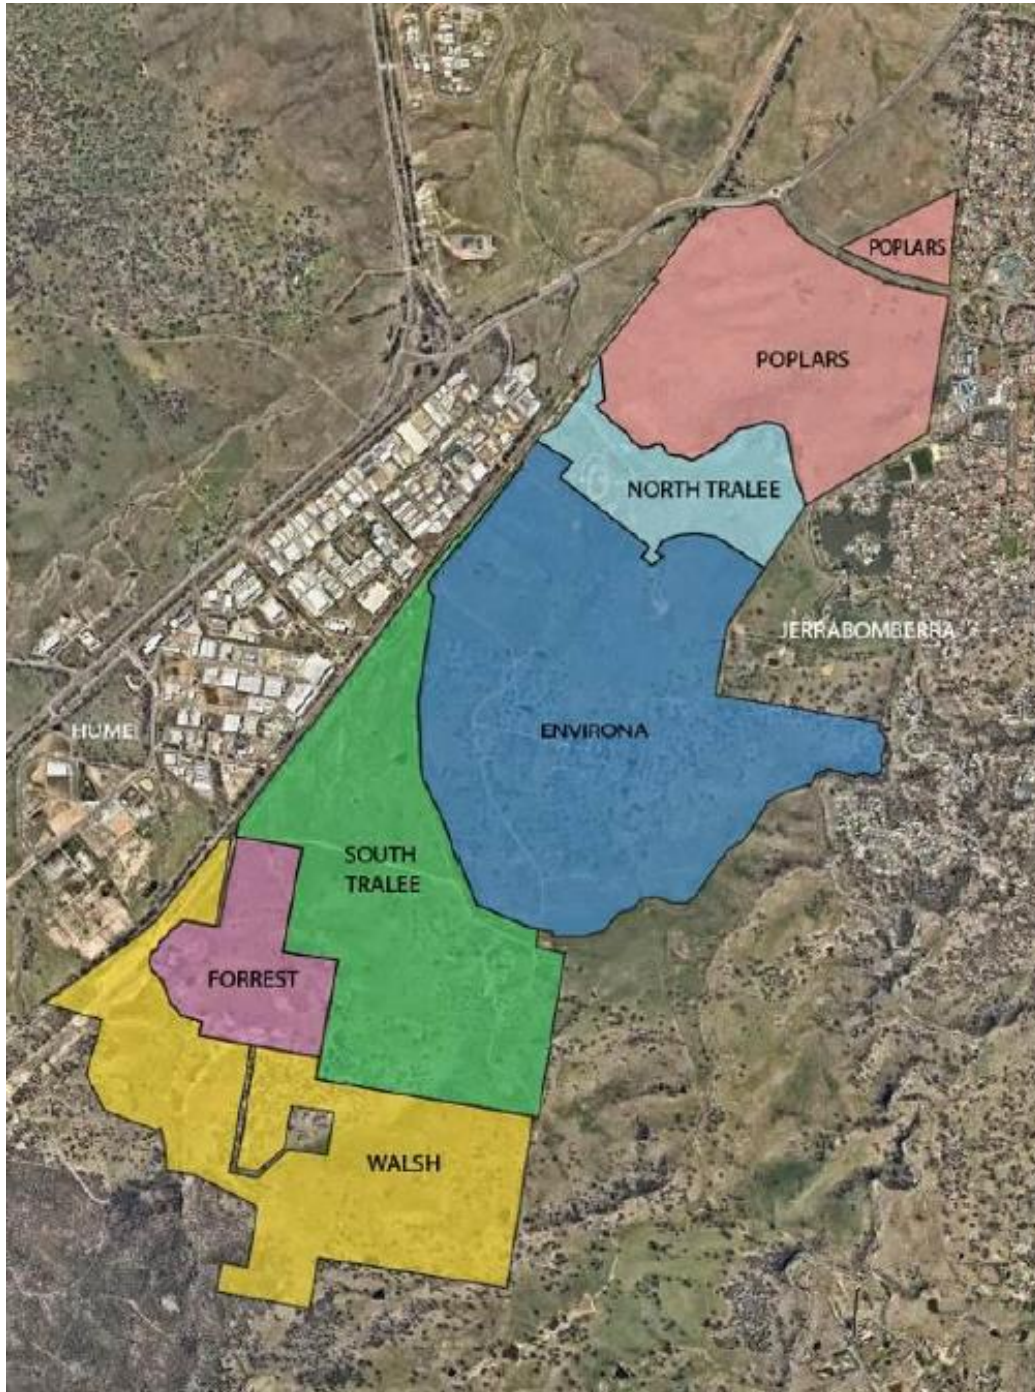 POPLARS
POPLARS
NORTH TRALEE
JERRABOMBERRA
HUME
ENVIRONA
SOUTH
TRALEE
FORREST
WALSH